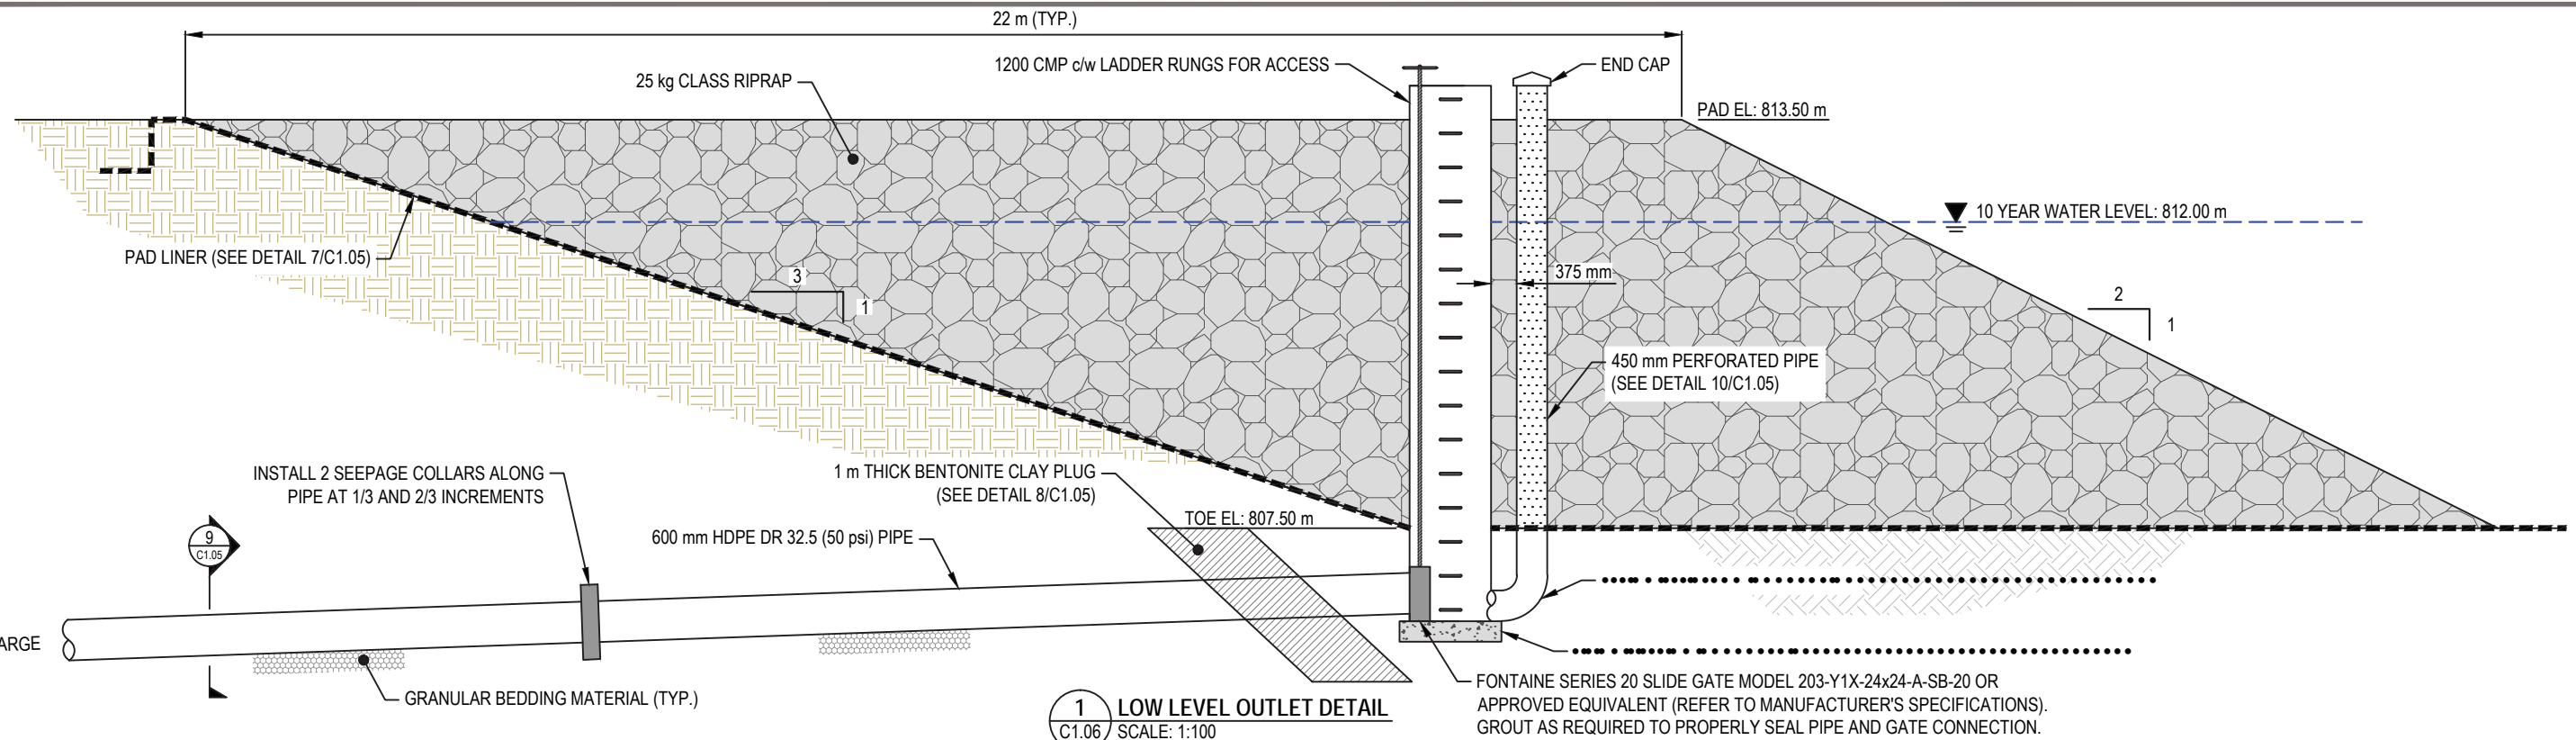 22 m (TYP.)
1200 CMP c/w LADDER RUNGS FOR ACCESS
END CAP
25 kg CLASS RIPRAP
PAD EL: 813.50 m
10 YEAR WATER LEVEL: 812.00 m
PAD LINER (SEE DETAIL 7/C1.05)
3
1
375 mm
2
1
450 mm PERFORATED PIPE
(SEE DETAIL 10/C1.05)
INSTALL 2 SEEPAGE COLLARS ALONG
PIPE AT 1/3 AND 2/3 INCREMENTS
1 m THICK BENTONITE CLAY PLUG
(SEE DETAIL 8/C1.05)
TOE EL: 807.50 m
9
C1.05
600 mm HDPE DR 32.5 (50 psi) PIPE
ARGE
GRANULAR BEDDING MATERIAL (TYP.)
FONTAINE SERIES 20 SLIDE GATE MODEL 203-Y1X-24x24-A-SB-20 OR
APPROVED EQUIVALENT (REFER TO MANUFACTURER'S SPECIFICATIONS).
GROUT AS REQUIRED TO PROPERLY SEAL PIPE AND GATE CONNECTION.
1
LOW LEVEL OUTLET DETAIL
C1.06
SCALE: 1:100